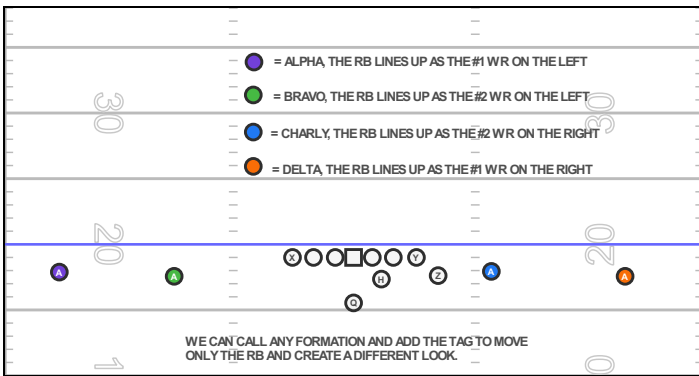 = ALPHA, THE RB LINES UP AS THE #1 WR ON THE LEFT
= BRAVO, THE RB LINES UP AS THE #2 WR ON THE LEFT
30
30
= CHARLY, THE RB LINES UP AS THE #2 WR ON THE RIGHT
= DELTA, THE RB LINES UP AS THE #1 WR ON THE RIGHT
20
20
X
Y
A
A
H
Z
A
A
Q
WE CAN CALL ANY FORMATION AND ADD THE TAG TO MOVE
ONLY THE RB AND CREATE A DIFFERENT LOOK.
1
0